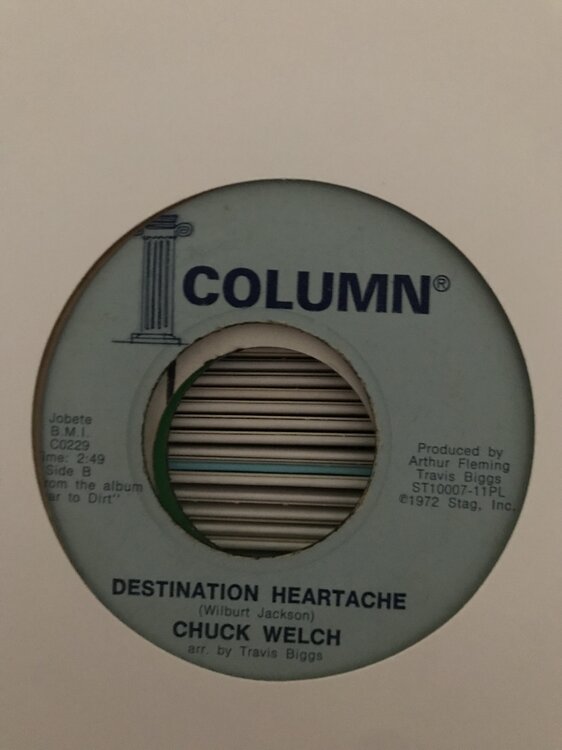 COLUMN®
Jobete
B.M.I.
C0229
ime: 2:49
Side B
rom the album
ar to Dirt"
Produced by
Arthur Fleming
Travis Biggs
ST10007-11PL
℗1972 Stag, Inc.
DESTINATION HEARTACHE
(Wilburt Jackson)
CHUCK WELCH
arr. by Travis Biggs